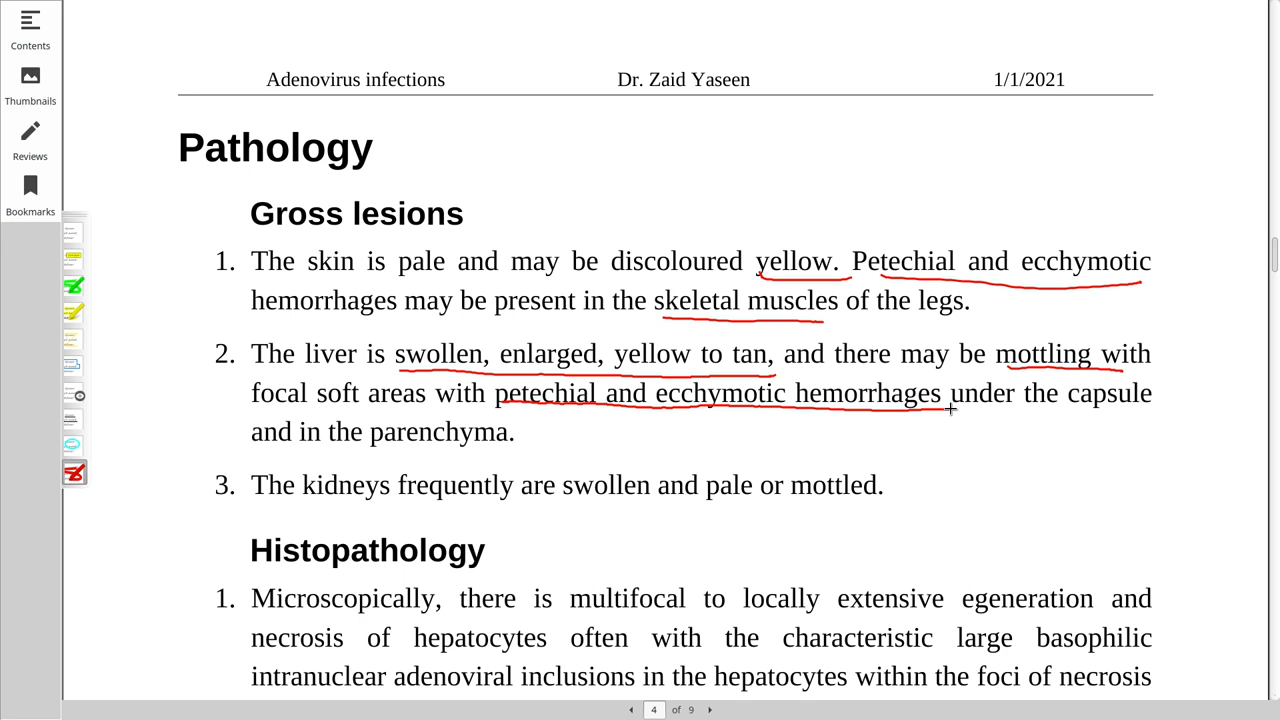 Contents
Thumbnails
Reviews
Bookmarks
Adenovirus infections Dr. Zaid Yaseen 1/1/2021
Pathology
Gross lesions
1. The skin is pale and may be discoloured yellow. Petechial and ecchymotic
hemorrhages may be present in the skeletal muscles of the legs.
2. The liver is swollen, enlarged, yellow to tan, and there may be mottling with
focal soft areas with petechial and ecchymotic hemorrhages under the capsule
and in the parenchyma.
3. The kidneys frequently are swollen and pale or mottled.
Histopathology
1. Microscopically, there is multifocal to locally extensive egeneration and
necrosis of hepatocytes often with the characteristic large basophilic
intranuclear adenoviral inclusions in the hepatocytes within the foci of necrosis
4 of 9